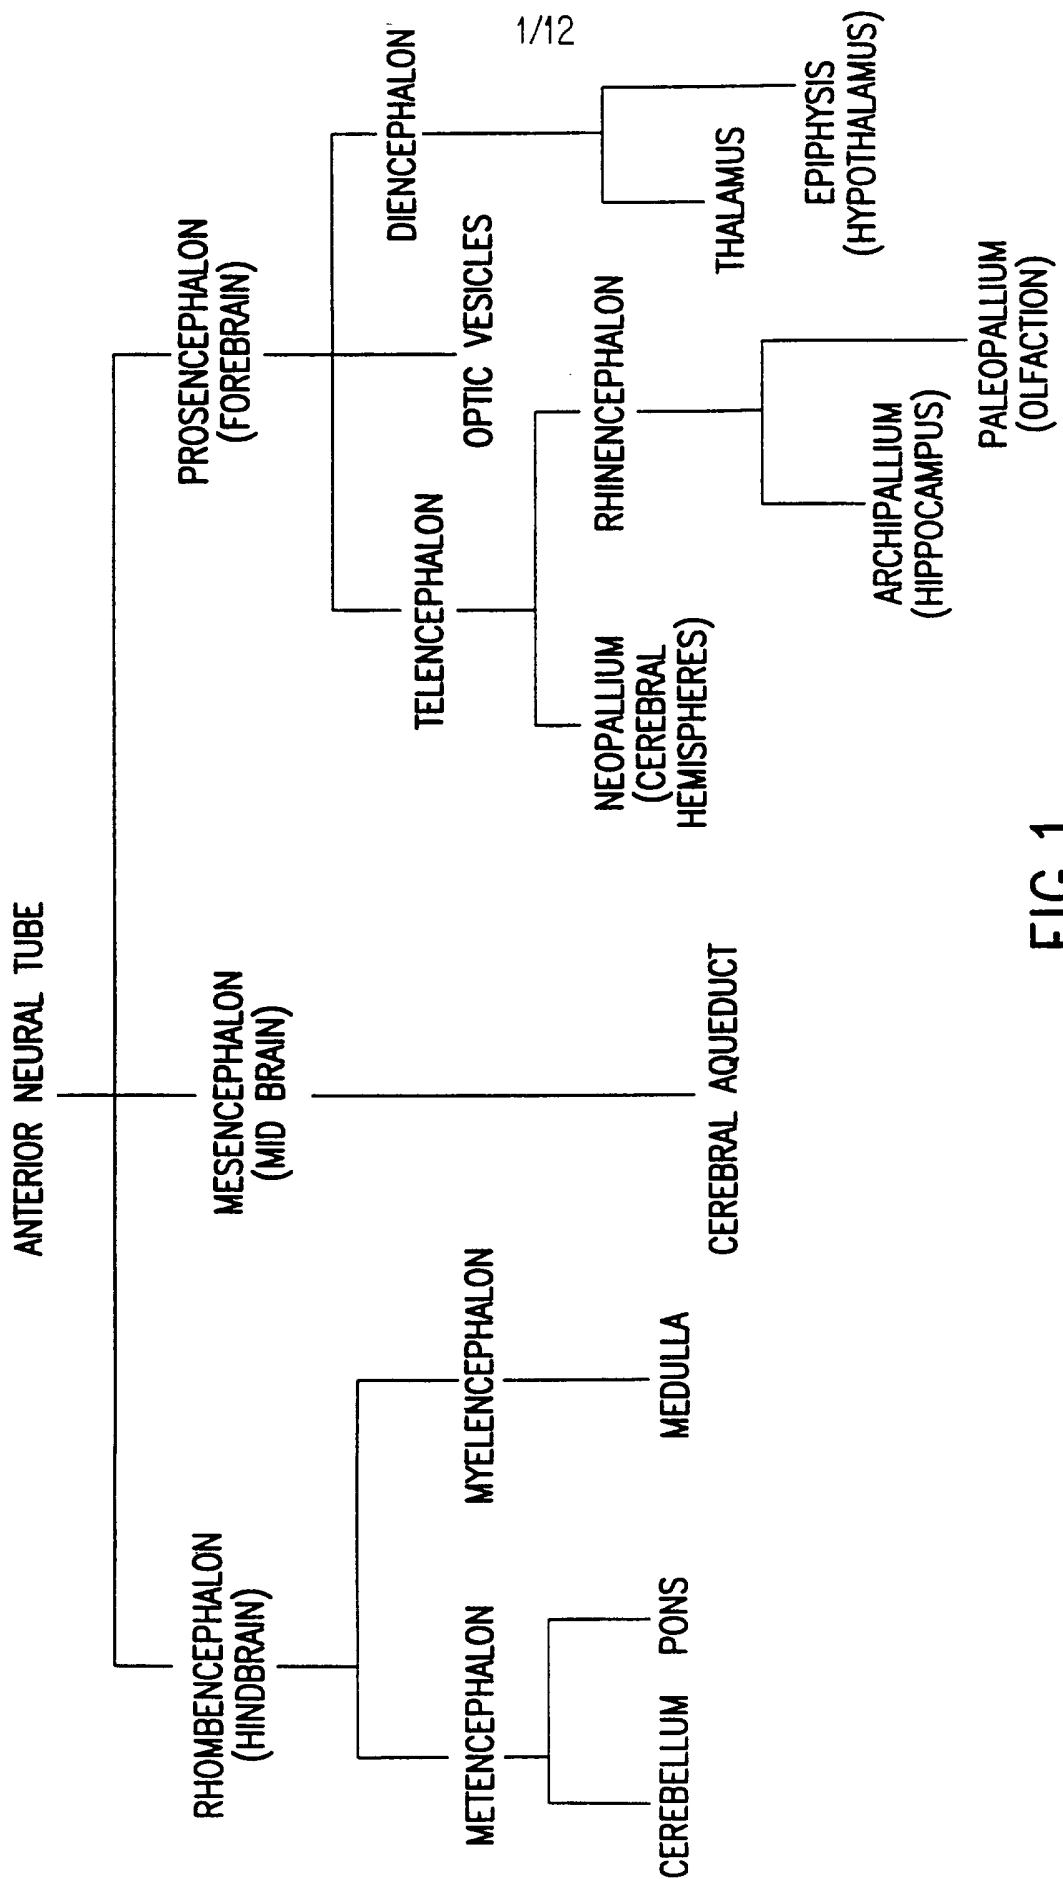 1/12
ANTERIOR NEURAL TUBE
RHOMBENCEPHALON
(HINDBRAIN)
MESENCEPHALON
(MID BRAIN)
PROSENCEPHALON
(FOREBRAIN)
METENCEPHALON
MYELENCEPHALON
TELENCEPHALON
OPTIC VESICLES
DIENCEPHALON
CEREBELLUM
PONS
MEDULLA
CEREBRAL AQUEDUCT
NEOPALLIUM
(CEREBRAL
HEMISPHERES)
RHINENCEPHALON
THALAMUS
EPIPHYSIS
(HYPOTHALAMUS)
ARCHIPALLIUM
(HIPPOCAMPUS)
PALEOPALLIUM
(OLFACTION)
FIG. 1